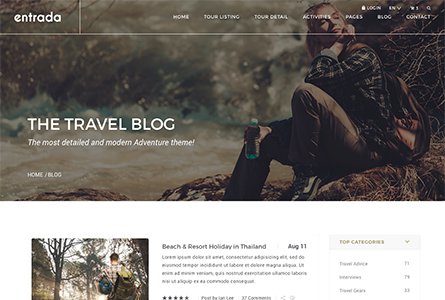 entrada
LOGIN EN 5
HOME TOUR LISTING TOUR DETAIL ACTIVITIES PAGES BLOG CONTACT
THE TRAVEL BLOG
The most detailed and modern Adventure theme!
HOME / BLOG
Beach & Resort Holiday in Thailand Aug 11
Lorem ipsum dolor sit amet, consectetur adipisicing elit, sed do eiusmod
tempor incididunt ut labore et dolore magna aliqua. Ut enim
ad minim veniam, quis nostrud exercitation ullamco laboris nisi
ut aliquip ex ea commodo consequat.
Post By Ian Lee 37 Comments
TOP CATEGORIES
Travel Advice 71
Interviews 79
Travel Gears 33